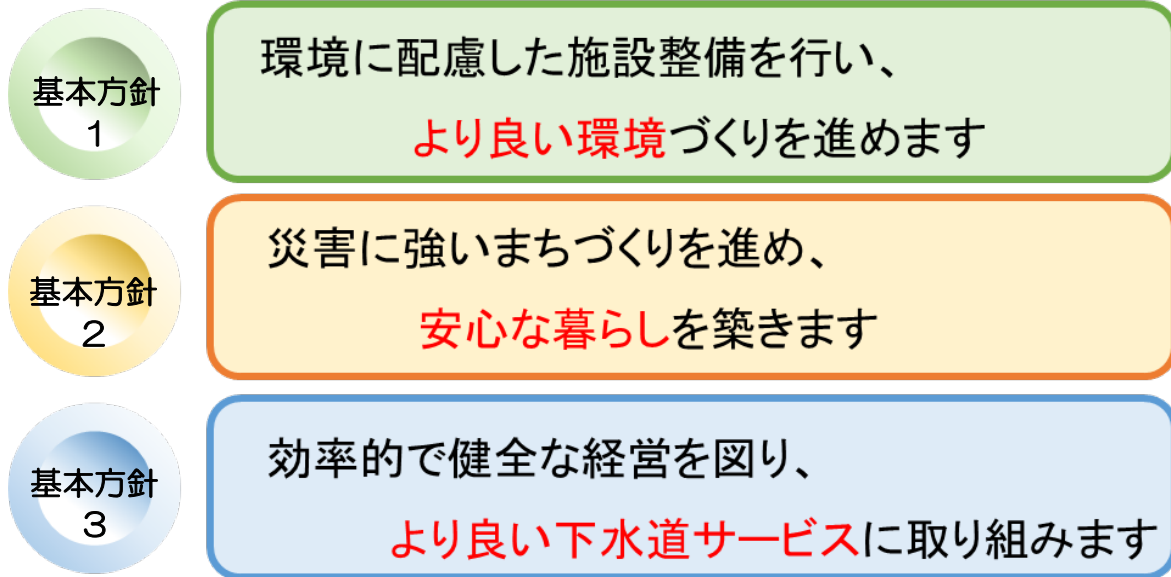 基本方針
1
環境に配慮した施設整備を行い、
より良い環境づくりを進めます
基本方針
2
災害に強いまちづくりを進め、
安心な暮らしを築きます
基本方針
3
効率的で健全な経営を図り、
より良い下水道サービスに取り組みます